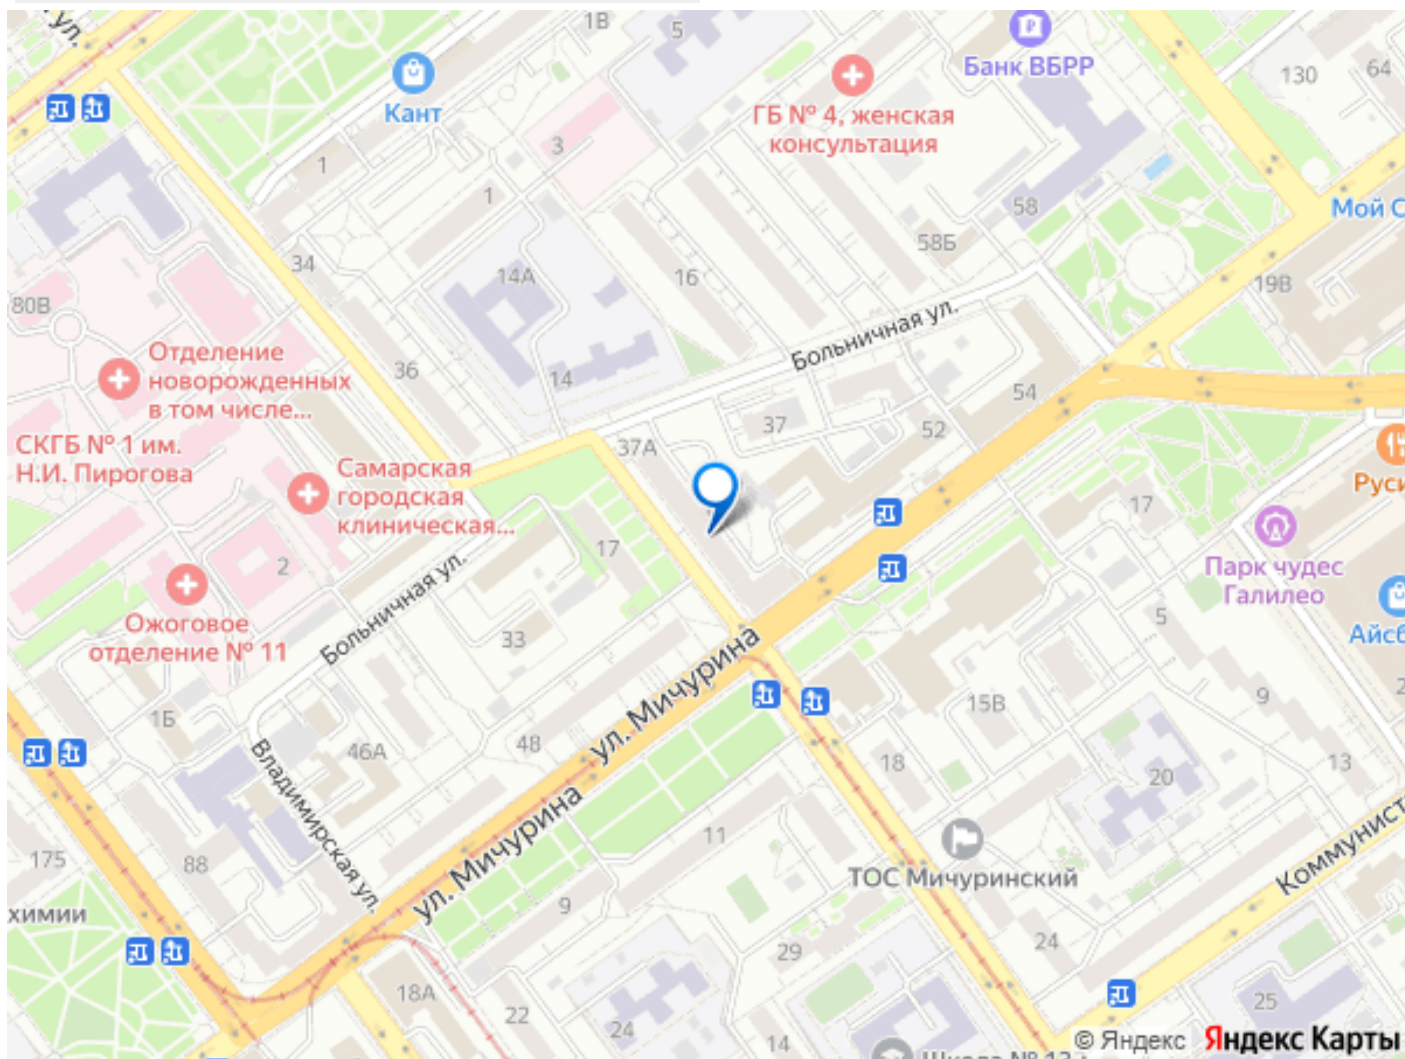 ул.
1В
5
Банк ВБРР
130
64
Кант
ГБ № 4, женская
консультация
3
1
1
58
Мой С
58Б
34
14А
16
19В
80В
Больничная ул.
Отделение
новорожденных
в том числе...
36
14
54
37
52
37А
СКГБ № 1 им.
Н.И. Пирогова
Самарская
городская
клиническая...
Руси
17
17
2
Парк чудес
Галилео
Больничная ул.
5
Ожоговое
отделение № 11
33
Айсб
ул. Мичурина
9
2
1Б
15В
46А
48
18
13
20
Владимирская ул.
11
175
88
ул. Мичурина
ТОС Мичуринский
Коммунист
9
химии
29
24
18А
22
24
25
14
© Яндекс Яндекс Карты